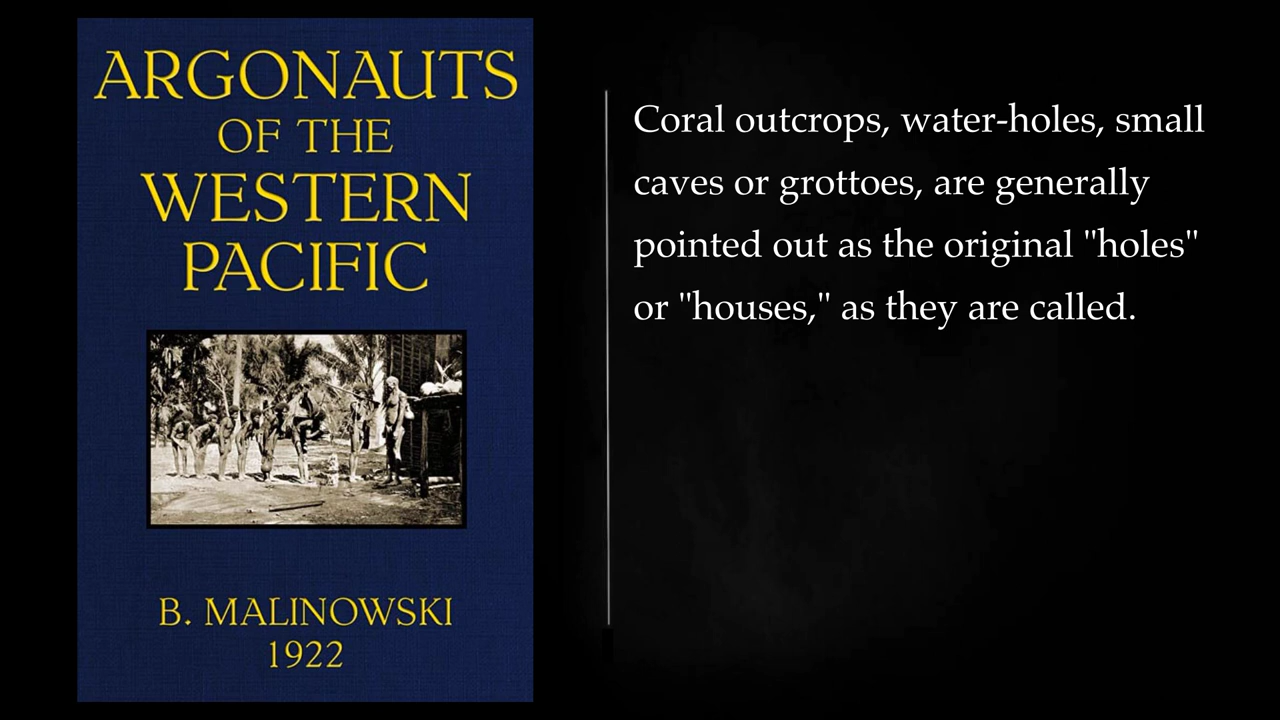 ARGONAUTS
OF THE
WESTERN
PACIFIC
B. MALINOWSKI
1922
Coral outcrops, water-holes, small
caves or grottoes, are generally
pointed out as the original "holes"
or "houses," as they are called.